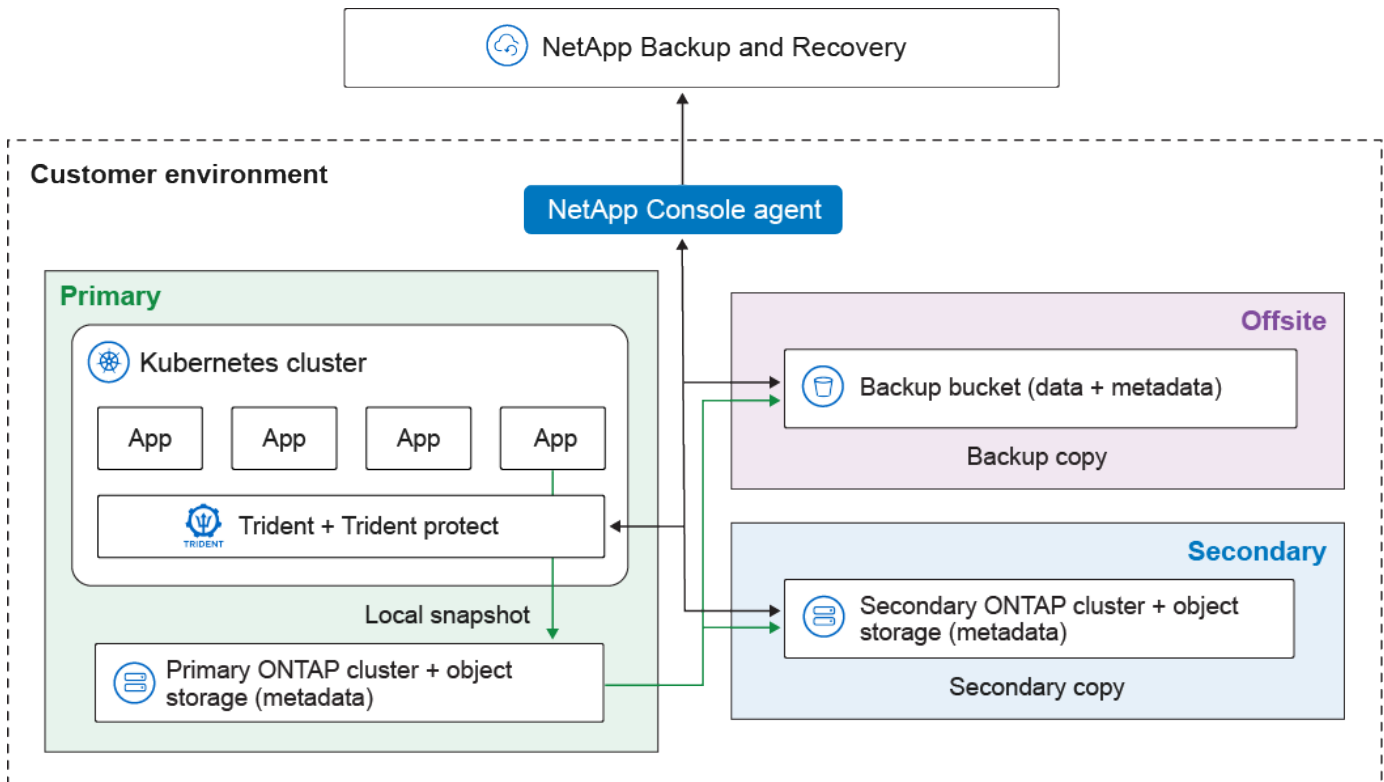 NetApp Backup and Recovery
Customer environment
NetApp Console agent
Primary
Kubernetes cluster
App
App
App
App
TRIDENT
Trident + Trident protect
Local snapshot
Primary ONTAP cluster + object
storage (metadata)
Offsite
Backup bucket (data + metadata)
Backup copy
Secondary
Secondary ONTAP cluster + object
storage (metadata)
Secondary copy